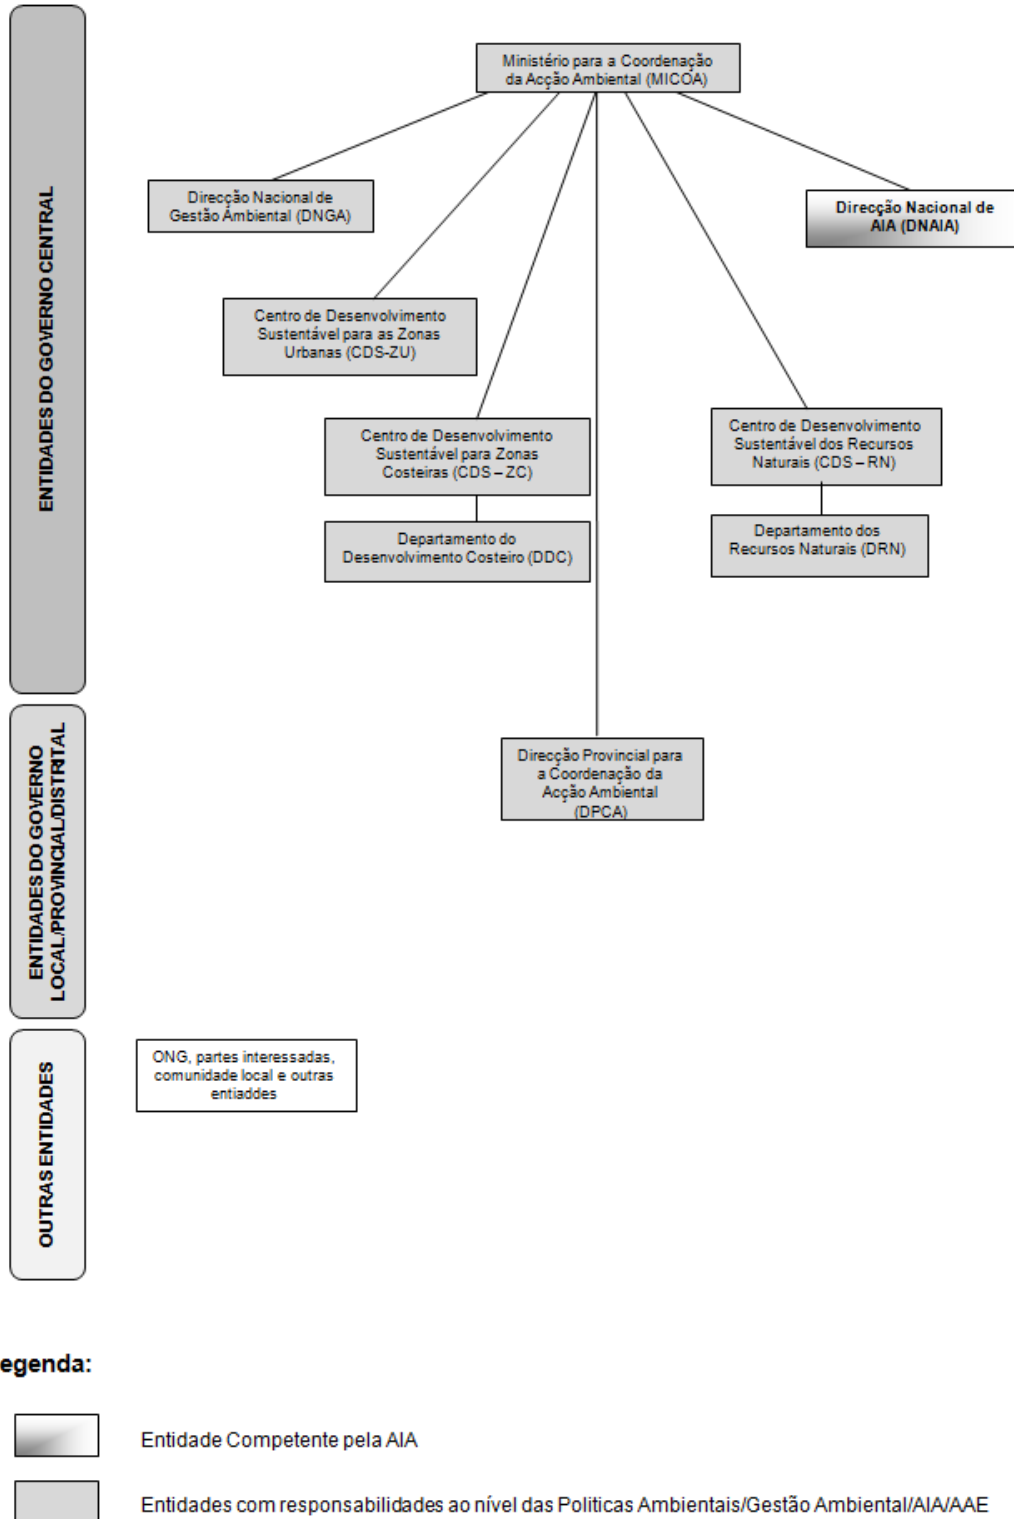 ENTIDADES DO GOVERNO CENTRAL
Ministério para a Coordenação
da Acção Ambiental (MICOA)
Direcção Nacional de
Gestão Ambiental (DNGA)
Direcção Nacional de
AIA (DNAIA)
Centro de Desenvolvimento
Sustentável para as Zonas
Urbanas (CDS-ZU)
Centro de Desenvolvimento
Sustentável para Zonas
Costeiras (CDS – ZC)
Centro de Desenvolvimento
Sustentável dos Recursos
Naturais (CDS – RN)
Departamento do
Desenvolvimento Costeiro (DDC)
Departamento dos
Recursos Naturais (DRN)
ENTIDADES DO GOVERNO
LOCAL/PROVINCIAL/DISTRITAL
Direcção Provincial para
a Coordenação da
Acção Ambiental
(DPCA)
OUTRAS ENTIDADES
ONG, partes interessadas,
comunidade local e outras
entiaddes
egenda:
Entidade Competente pela AIA
Entidades com responsabilidades ao nível das Politicas Ambientais/Gestão Ambiental/AIA/AAE